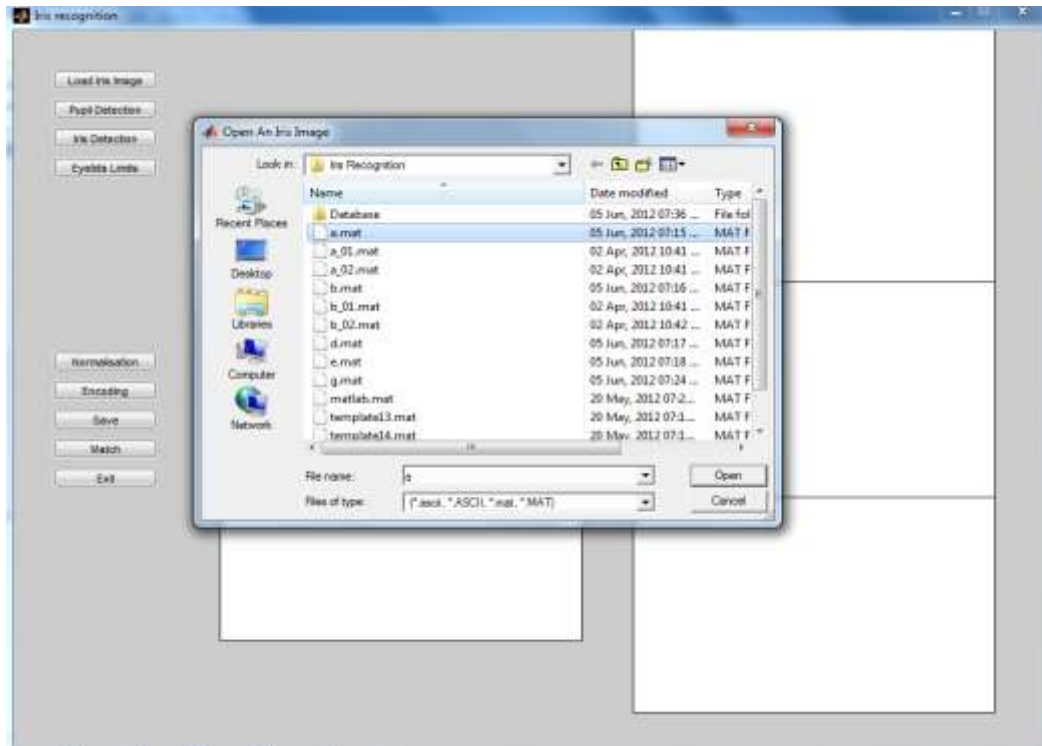 Iris recognition
Load Iris Image
Pupil Detection
Iris Detection
Eyelids Limits
Normalisation
Encoding
Save
Match
Exit
Open An Iris Image
Look in: Iris Recognition
Recent Places
Desktop
Libraries
Computer
Network
Name Date modified Type
Database 05 Jun, 2012 07:36 ... File fol
a.mat 05 Jun, 2012 07:15 ... MAT F
a_01.mat 02 Apr, 2012 10:41 ... MAT F
a_02.mat 02 Apr, 2012 10:41 ... MAT F
b.mat 05 Jun, 2012 07:16 ... MAT F
b_01.mat 02 Apr, 2012 10:41 ... MAT F
b_02.mat 02 Apr, 2012 10:42 ... MAT F
d.mat 05 Jun, 2012 07:17 ... MAT F
e.mat 05 Jun, 2012 07:18 ... MAT F
g.mat 05 Jun, 2012 07:24 ... MAT F
matlab.mat 20 May, 2012 07:2... MAT F
template13.mat 20 May, 2012 07:1... MAT F
template14.mat 20 May, 2012 07:1... MAT F
File name: a Open
Files of type: (*.ascii, *.ASCII, *.mat, *.MAT) Cancel